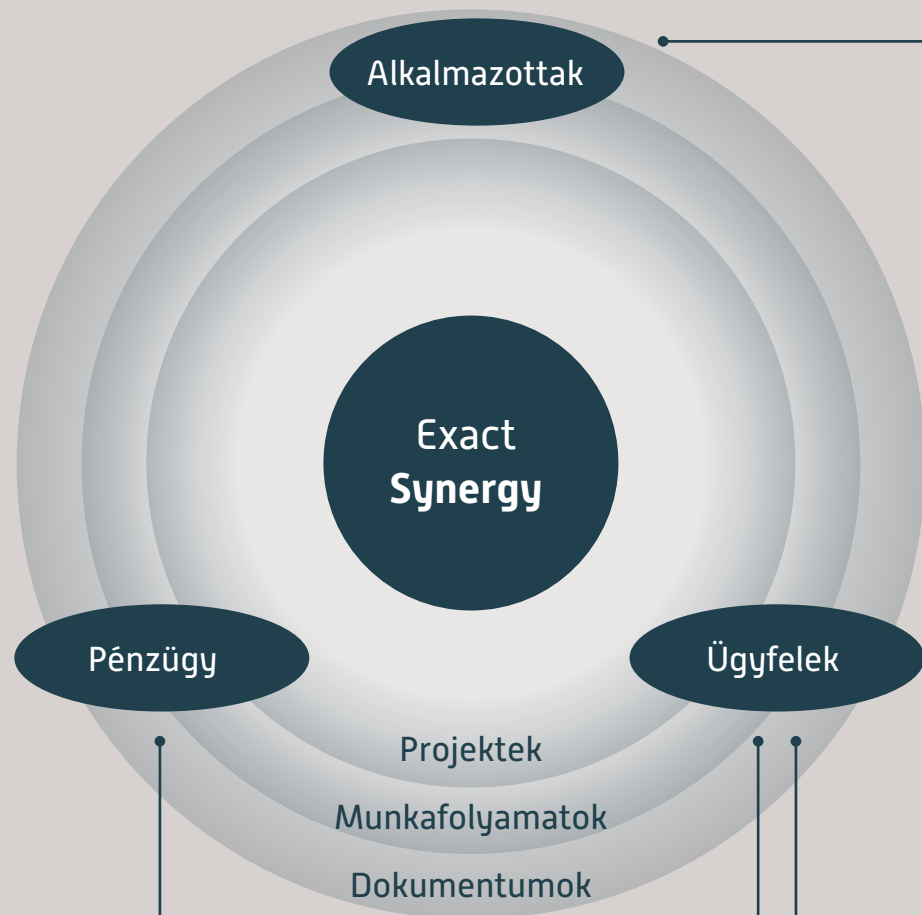 Alkalmazottak
Exact
Synergy
Pénzügy
Ügyfelek
Projektek
Munkafolyamatok
Dokumentumok